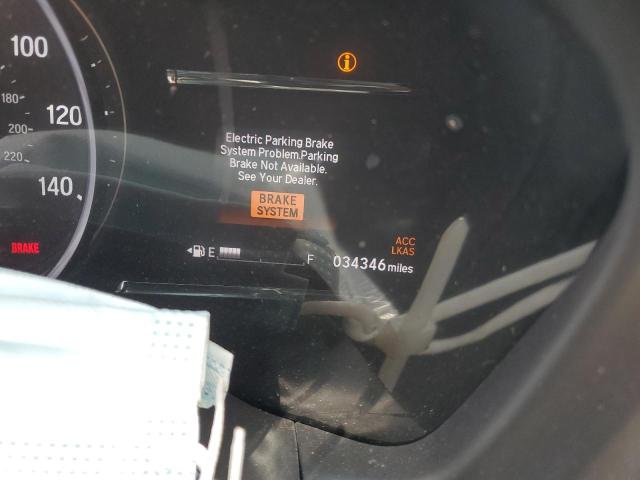 100
180
120
200
220
140
BRAKE
i
Electric Parking Brake
System Problem.Parking
Brake Not Available.
See Your Dealer.
BRAKE
SYSTEM
E F
ACC
LKAS
034346 miles